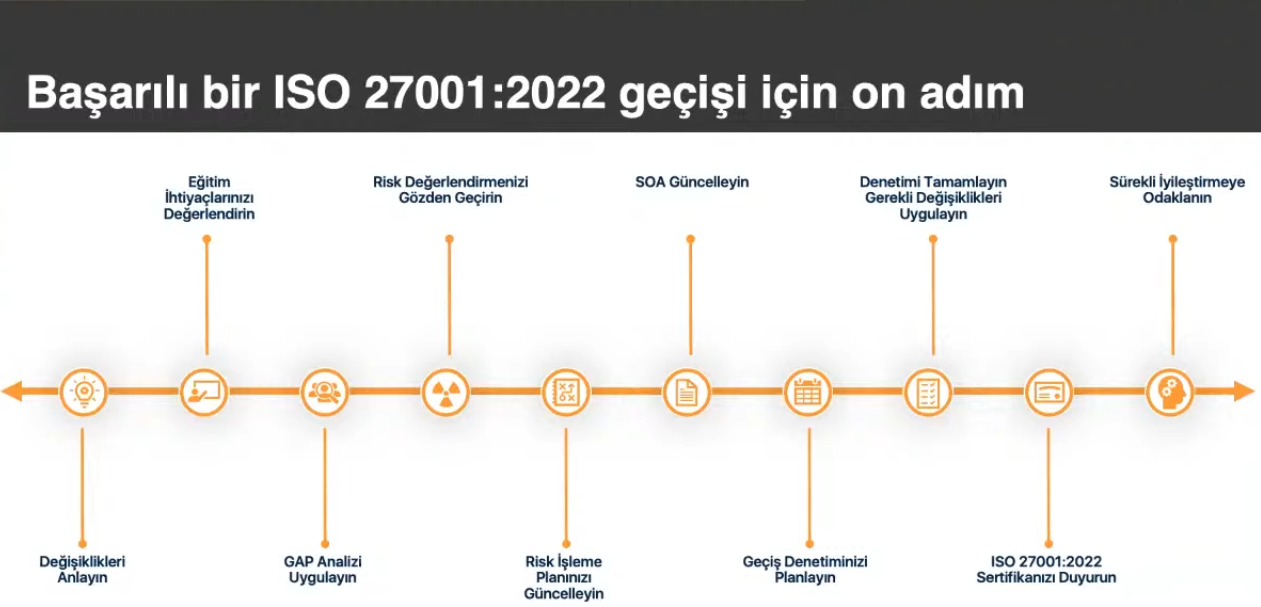 Başarılı bir ISO 27001:2022 geçişi için on adım
Değişiklikleri
Anlayın
Eğitim
İhtiyaçlarınızı
Değerlendirin
GAP Analizi
Uygulayın
Risk Değerlendirmenizi
Gözden Geçirin
Risk İşleme
Planınızı
Güncelleyin
SOA Güncelleyin
Geçiş Denetiminizi
Planlayın
Denetimi Tamamlayın
Gerekli Değişiklikleri
Uygulayın
ISO 27001:2022
Sertifikanızı Duyurun
Sürekli İyileştirmeye
Odaklanın